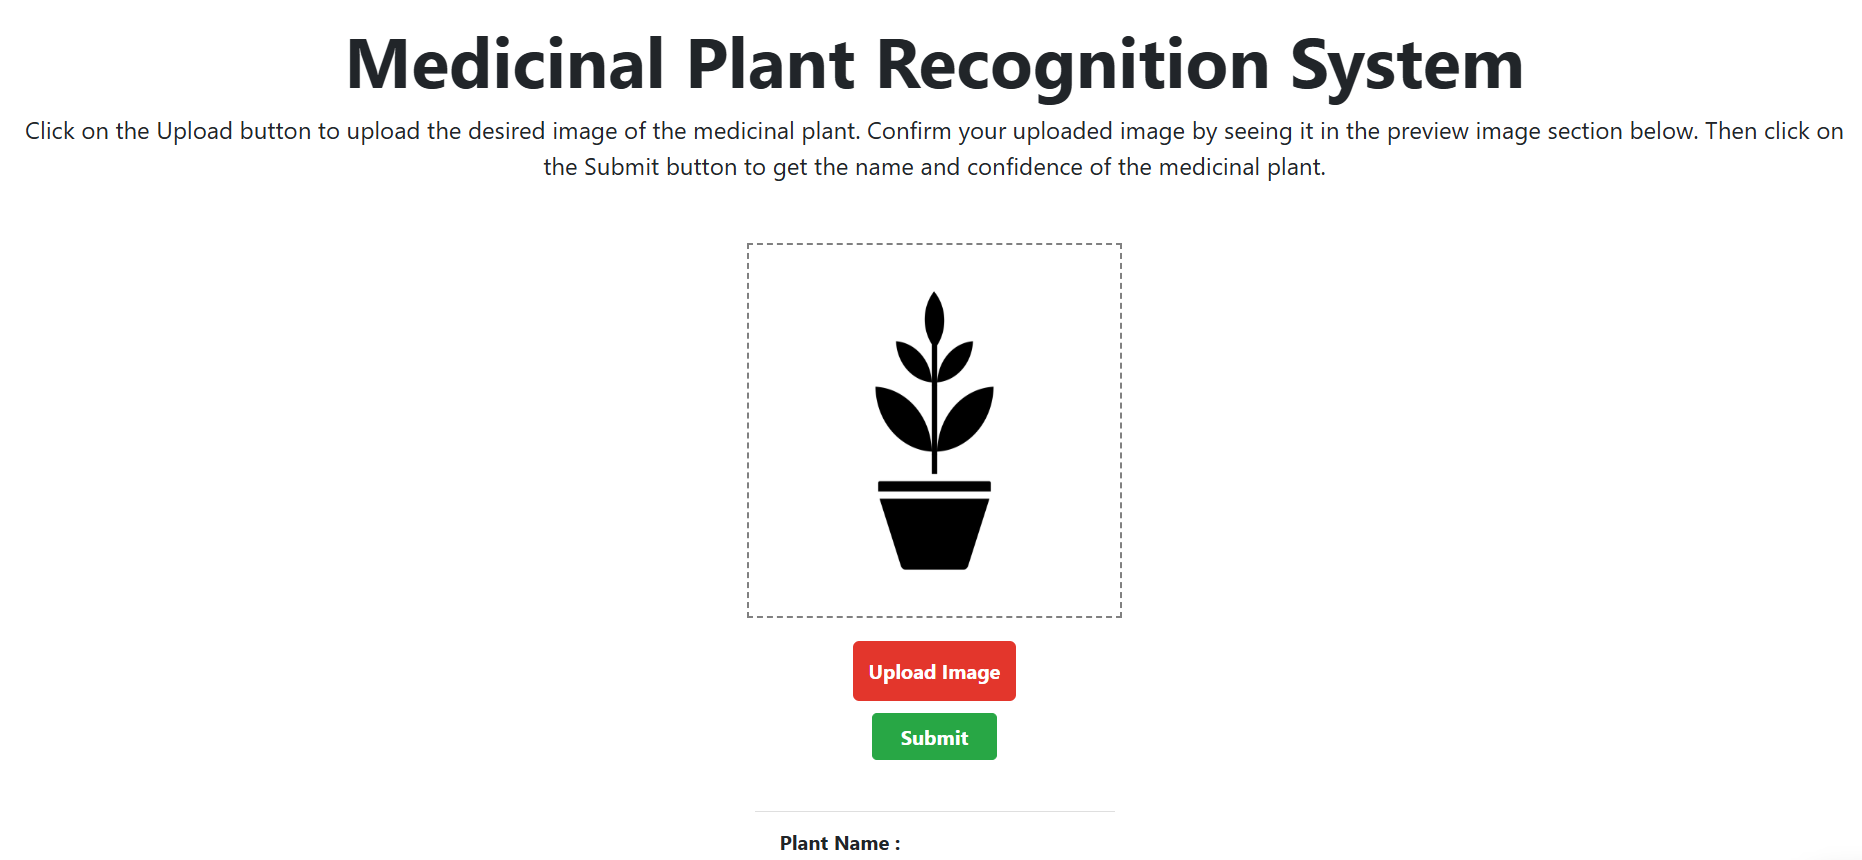 Medicinal Plant Recognition System
Click on the Upload button to upload the desired image of the medicinal plant. Confirm your uploaded image by seeing it in the preview image section below. Then click on
the Submit button to get the name and confidence of the medicinal plant.
Upload Image
Submit
Plant Name :